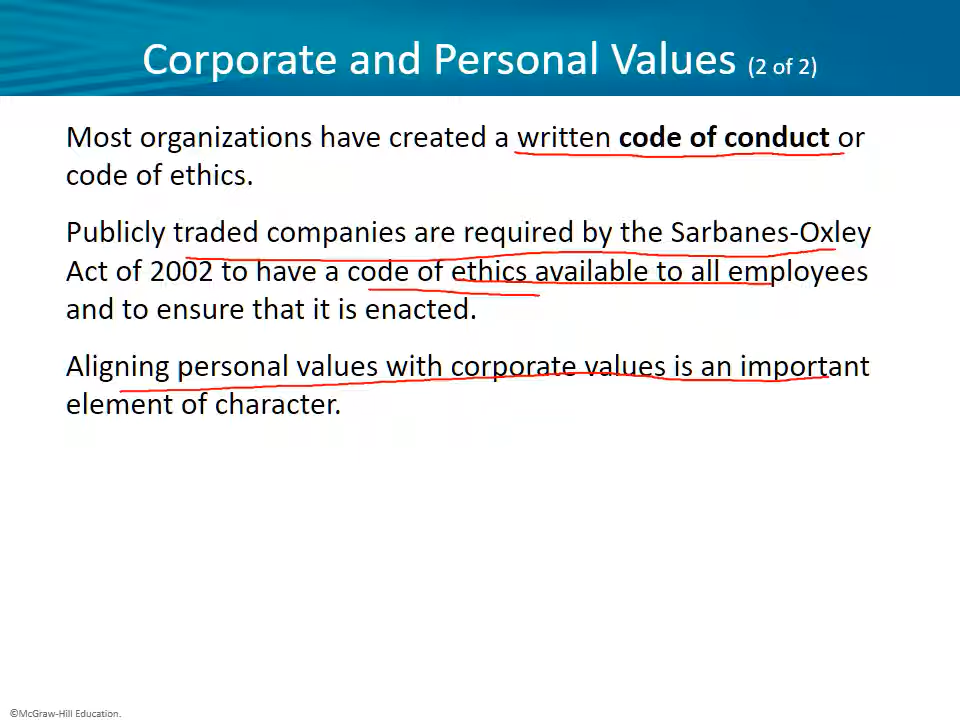 Corporate and Personal Values (2 of 2)
Most organizations have created a written code of conduct or
code of ethics.
Publicly traded companies are required by the Sarbanes-Oxley
Act of 2002 to have a code of ethics available to all employees
and to ensure that it is enacted.
Aligning personal values with corporate values is an important
element of character.
©McGraw-Hill Education.